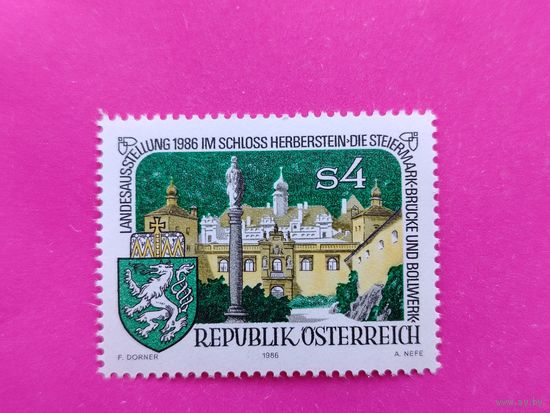 LANDESAUSSTELLUNG 1986 IM SCHLOSS HERBERSTEIN·DIE STEIERMARK-BRÜCKE UND BOLLWERK·
S4
REPUBLIK ÖSTERREICH
F. DORNER 1986 A. NEFE
www.ay.by